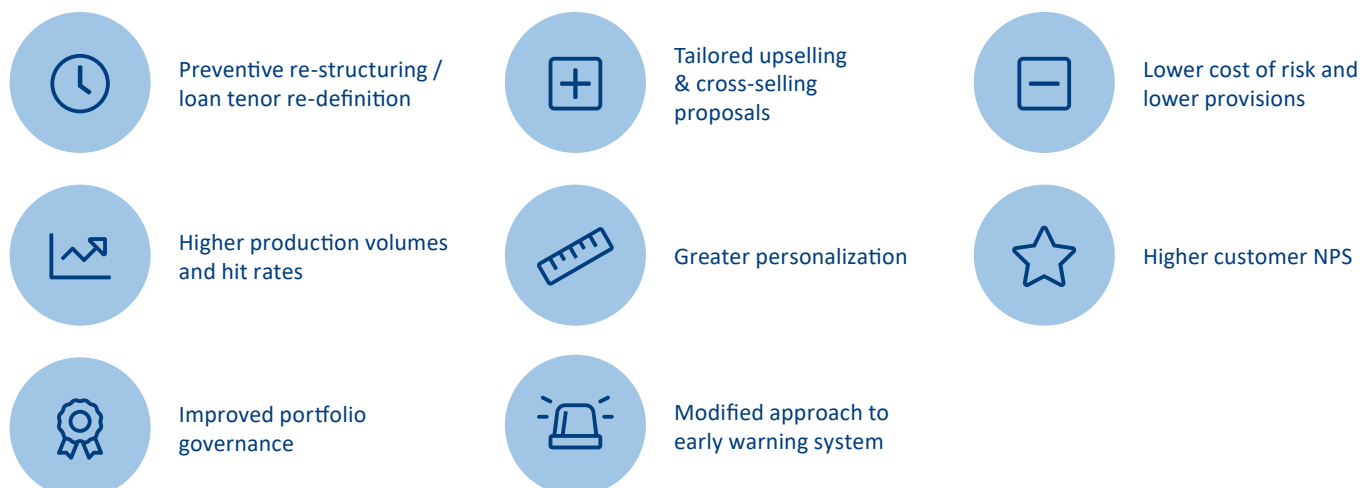 Preventive re-structuring /
loan tenor re-definition
Tailored upselling
& cross-selling
proposals
Lower cost of risk and
lower provisions
Higher production volumes
and hit rates
Greater personalization
Higher customer NPS
Improved portfolio
governance
Modified approach to
early warning system